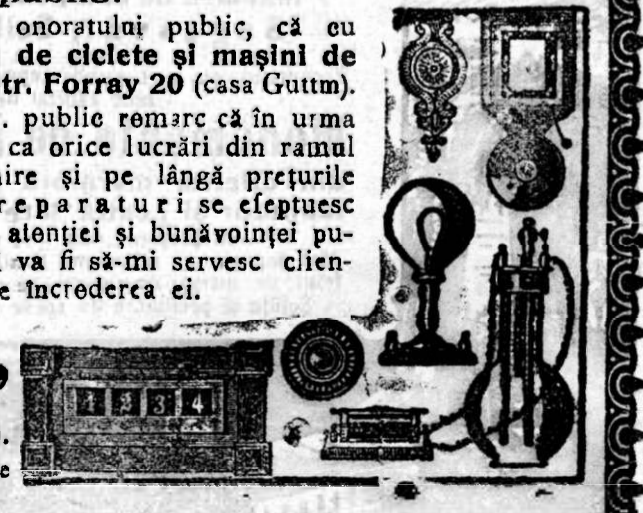 onoratului public, că cu
de ciclete și mașini de
tr. Forray 20 (casa Guttm).
public remarc că în urma
ca orice lucrări din ramul
ire și pe lângă prețurile
reparaturi se efeptuesc
atenției și bunăvoinței pu-
va fi să-mi servesc clien-
e încrederea ei.
1 2 3 4
e